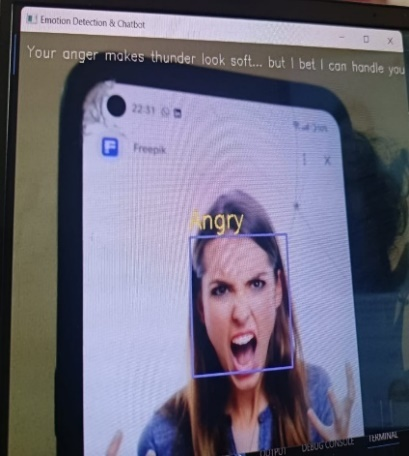 Emotion Detection & Chatbot
Your anger makes thunder look soft... but I bet I can handle you
22:51
Freepik
Angry
OUTPUT DEBUG CONSOLE TERMINAL